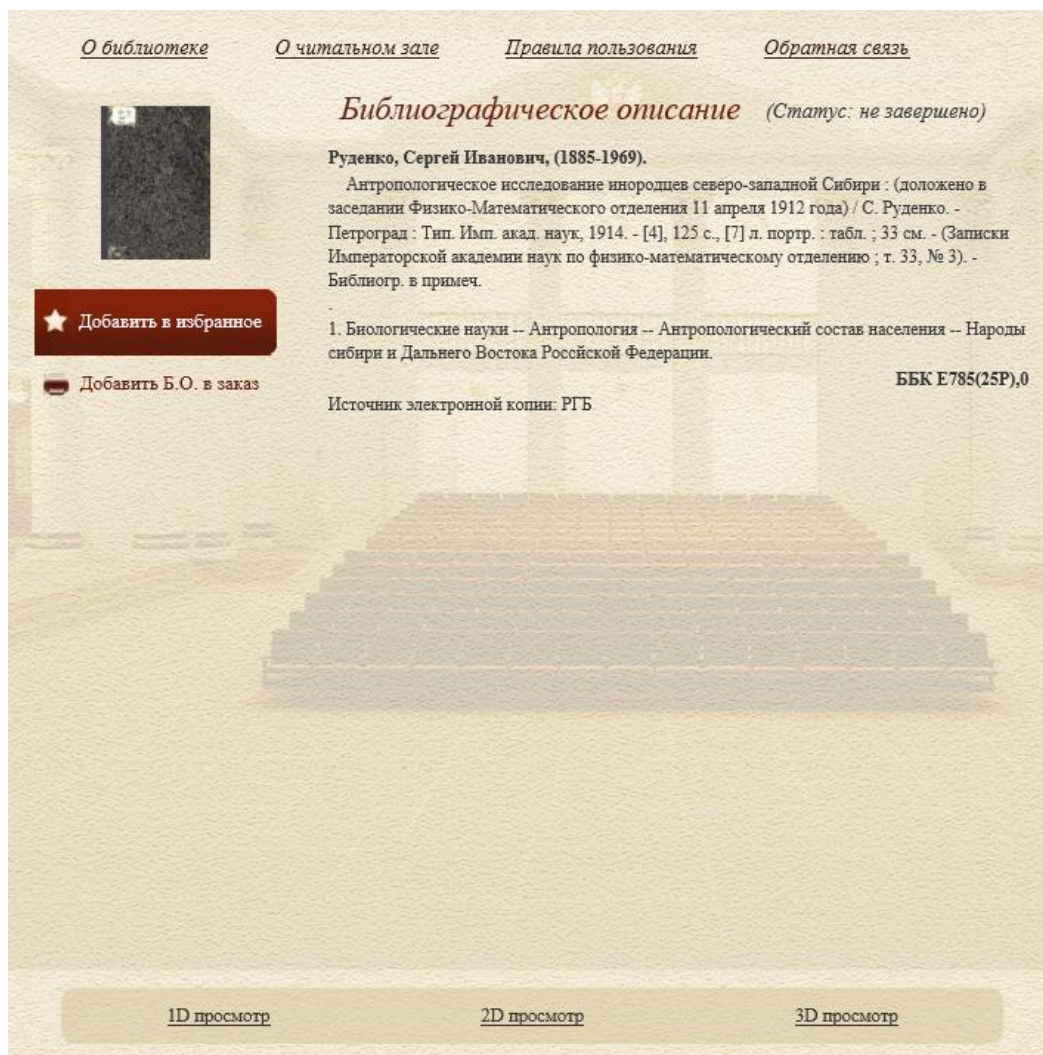 О библиотеке О читальном зале Правила пользования Обратная связь
Библиографическое описание (Статус: не завершено)
Руденко, Сергей Иванович, (1885-1969).
Антропологическое исследование инородцев северо-западной Сибири : (доложено в
заседании Физико-Математического отделения 11 апреля 1912 года) / С. Руденко. -
Петроград : Тип. Имп. акад. наук, 1914. - [4], 125 с., [7] л. портр. : табл. ; 33 см. - (Записки
Императорской академии наук по физико-математическому отделению ; т. 33, № 3). -
Библиогр. в примеч.
.
1. Биологические науки -- Антропология -- Антропологический состав населения -- Народы
сибири и Дальнего Востока Россйской Федерации.
ББК Е785(25Р),0
Источник электронной копии: РГБ
Добавить в избранное
Добавить Б.О. в заказ
1D просмотр 2D просмотр 3D просмотр